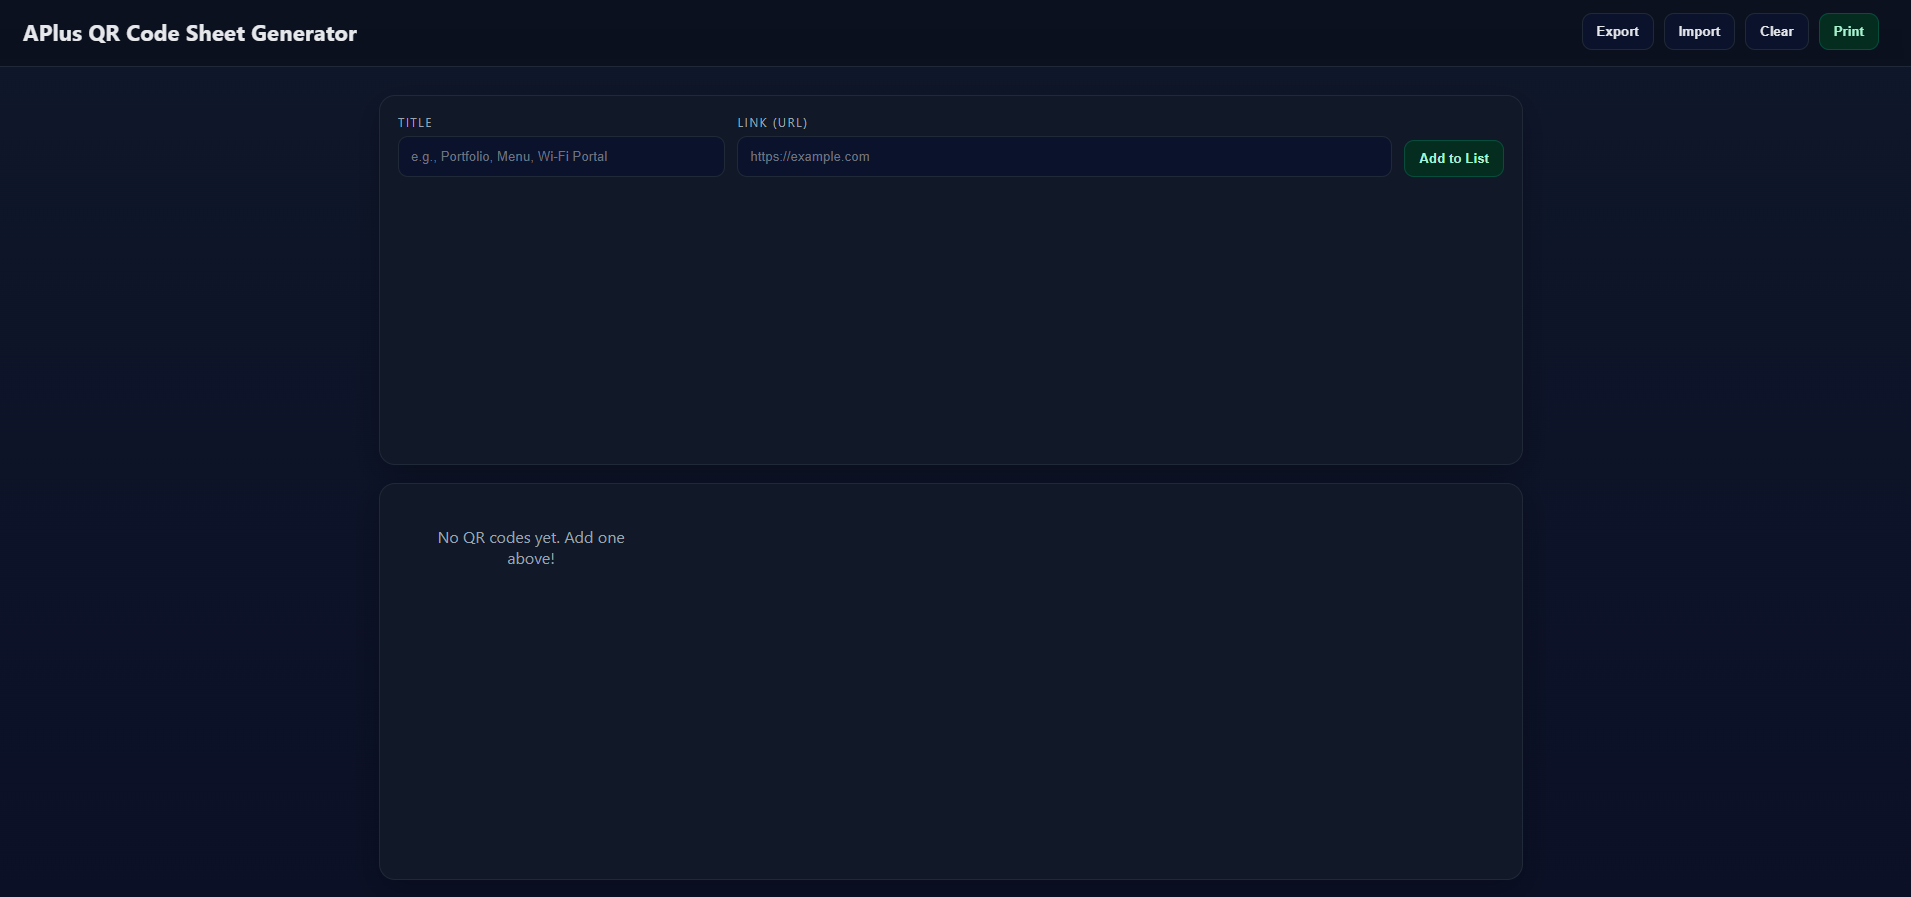 APlus QR Code Sheet Generator
Export Import Clear Print
TITLE
LINK (URL)
e.g., Portfolio, Menu, Wi-Fi Portal
https://example.com
Add to List
No QR codes yet. Add one
above!